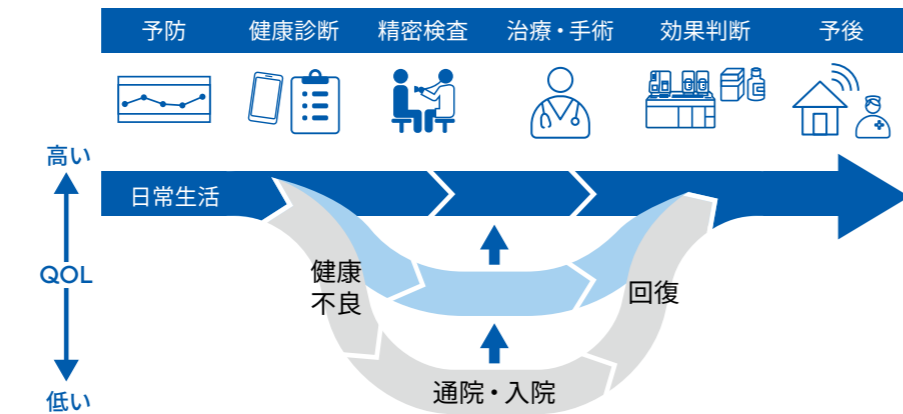 予防
健康診断
精密検査
治療・手術
効果判断
予後
高い
日常生活
QOL
健康
不良
回復
通院・入院
低い